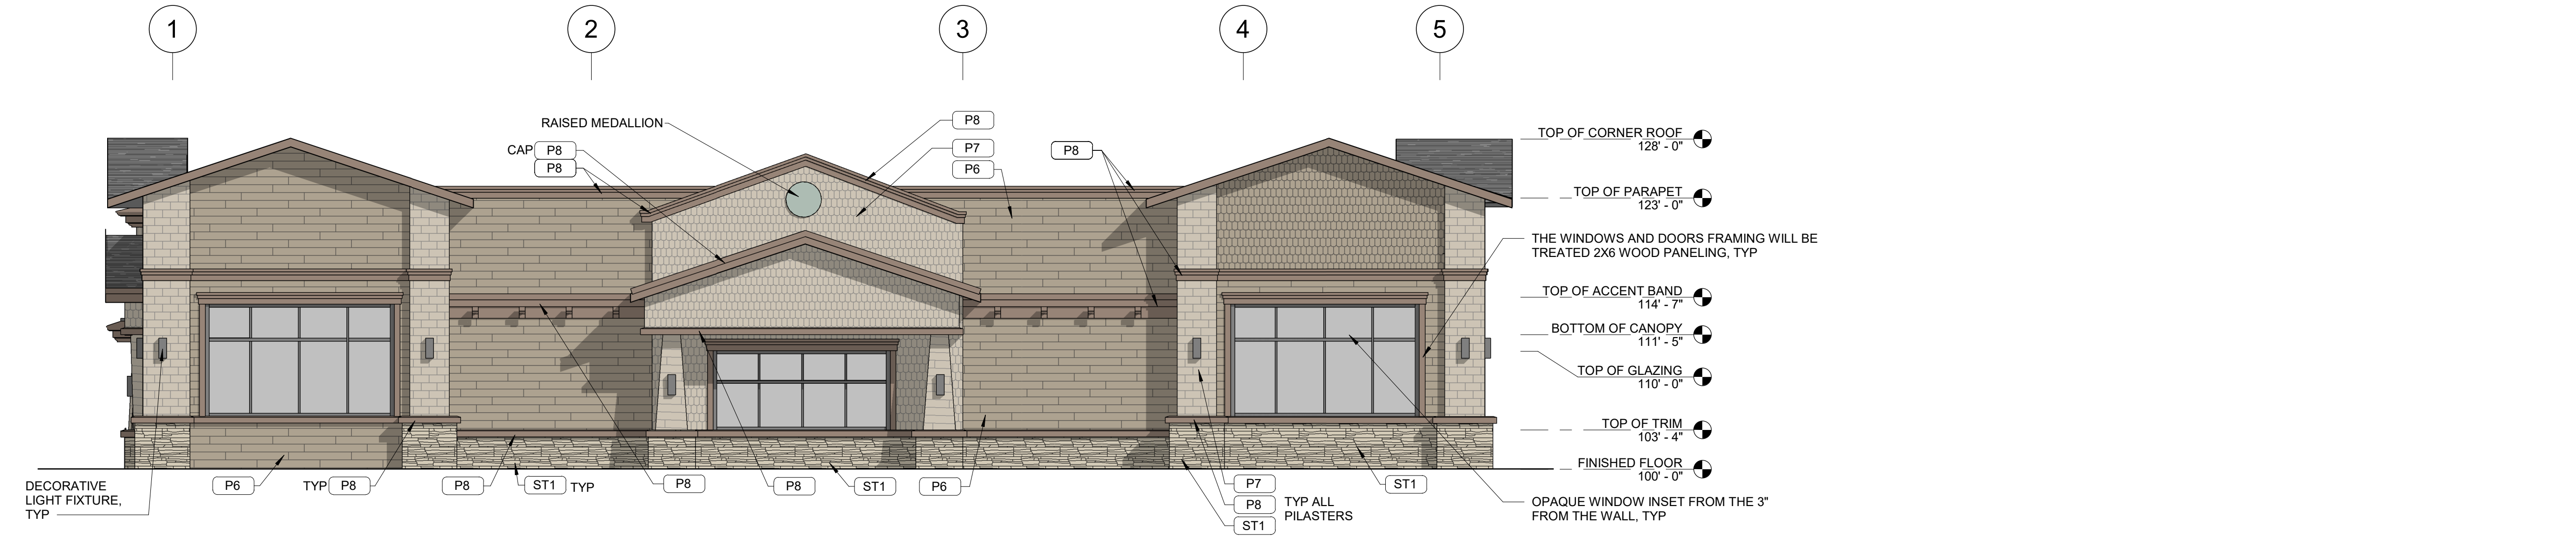 1 2 3 4 5
RAISED MEDALLION
P8
CAP P8
P7
P8
P8
P6
TOP OF CORNER ROOF
128' - 0"
TOP OF PARAPET
123' - 0"
THE WINDOWS AND DOORS FRAMING WILL BE
TREATED 2X6 WOOD PANELING, TYP
TOP OF ACCENT BAND
114' - 7"
BOTTOM OF CANOPY
111' - 5"
TOP OF GLAZING
110' - 0"
TOP OF TRIM
103' - 4"
FINISHED FLOOR
100' - 0"
DECORATIVE
LIGHT FIXTURE,
TYP
P6
TYP P8
P8
ST1 TYP
P8
P8
ST1
P6
P7
P8
ST1
TYP ALL
PILASTERS
ST1
OPAQUE WINDOW INSET FROM THE 3"
FROM THE WALL, TYP